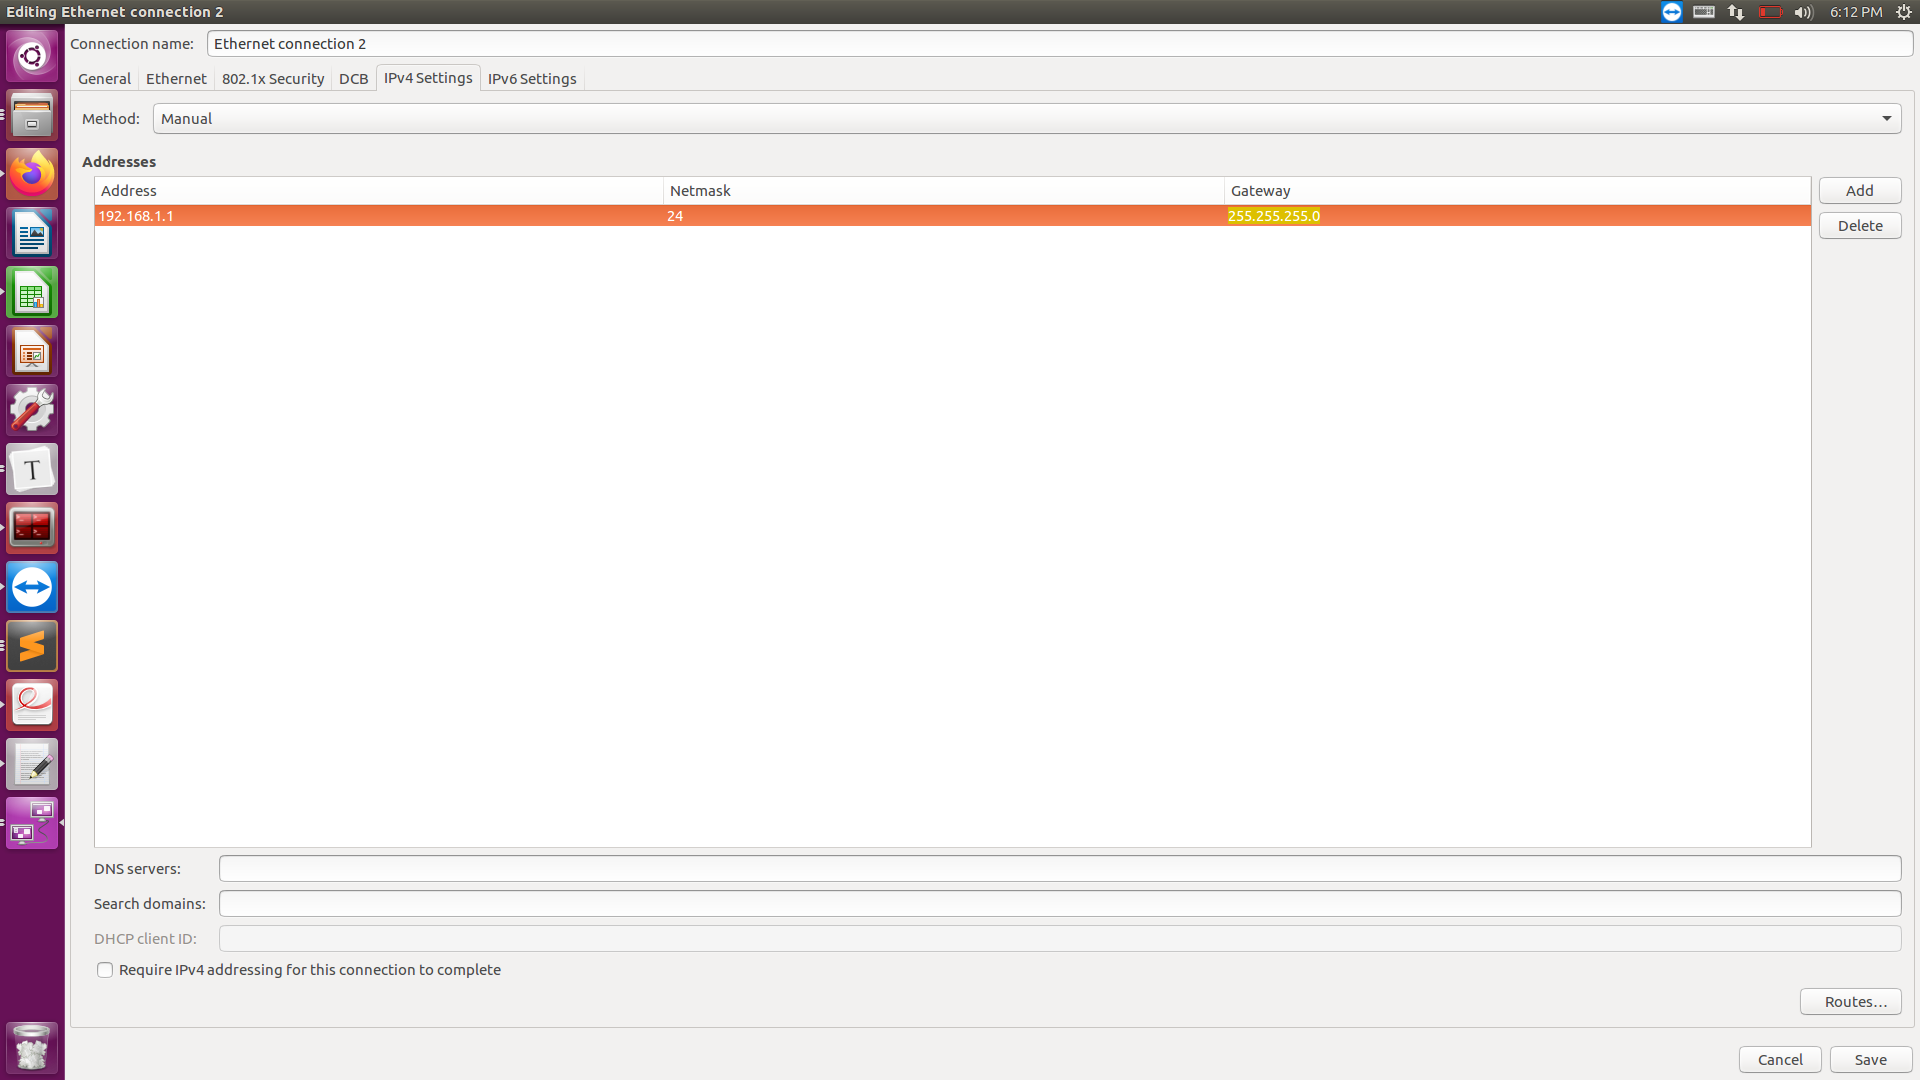 Editing Ethernet connection 2
6:12 PM
Connection name: Ethernet connection 2
General Ethernet 802.1x Security DCB IPv4 Settings IPv6 Settings
Method: Manual
Addresses
Address Netmask Gateway
Add
192.168.1.1 24 255.255.255.0
Delete
T
DNS servers:
Search domains:
DHCP client ID:
Require IPv4 addressing for this connection to complete
Routes...
Cancel Save